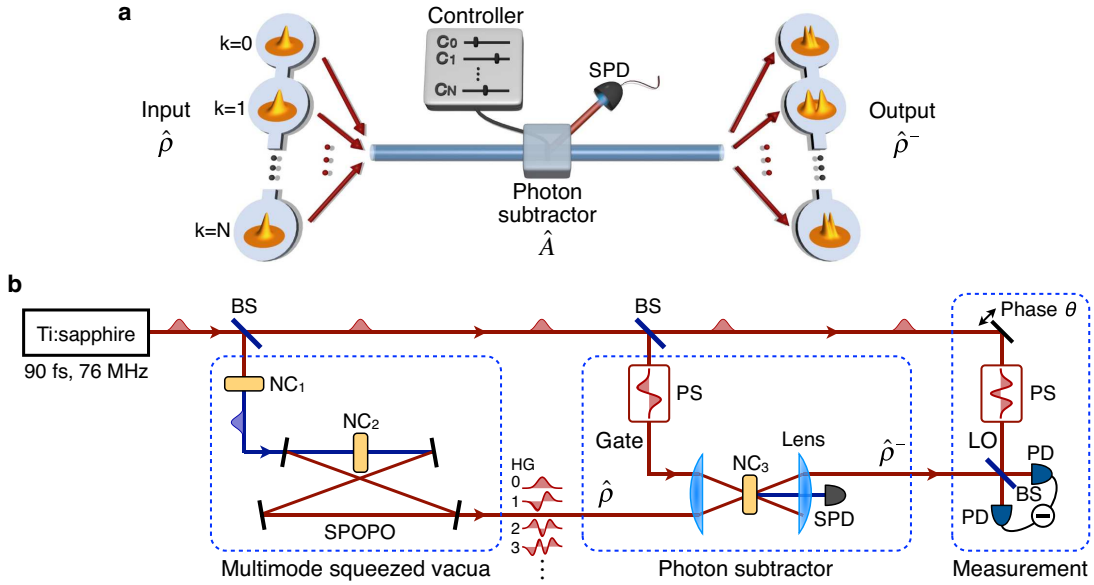 a
Controller
C0
C1
CN
SPD
k=0
k=1
k=N
Input
ρ̂
Photon
subtractor
Â
Output
ρ̂−
b
BS
BS
Phase θ
Ti:sapphire
90 fs, 76 MHz
NC1
NC2
SPOPO
HG
0
1
2
3
ρ̂
PS
Gate
Lens
NC3
SPD
ρ̂−
PS
LO
PD
BS
PD
Multimode squeezed vacua
Photon subtractor
Measurement